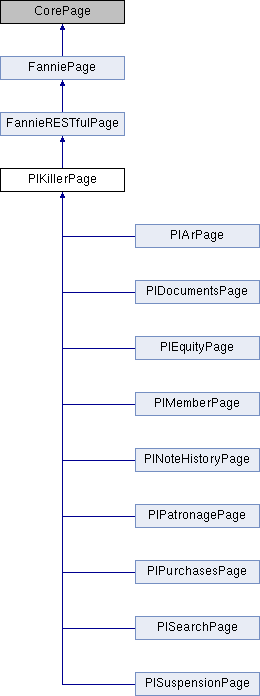 CorePage
FanniePage
FannieRESTfulPage
PIKillerPage
PIArPage
PIDocumentsPage
PIEquityPage
PIMemberPage
PINoteHistoryPage
PIPatronagePage
PIPurchasesPage
PISearchPage
PISuspensionPage